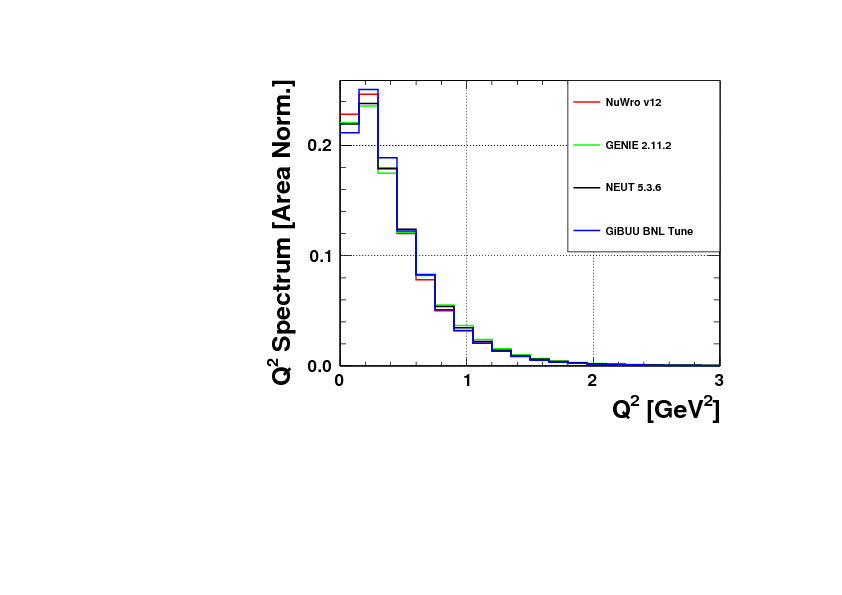 Q² Spectrum [Area Norm.]
0.2
0.1
0.0
0
1
2
3
Q² [GeV²]
NuWro v12
GENIE 2.11.2
NEUT 5.3.6
GiBUU BNL Tune